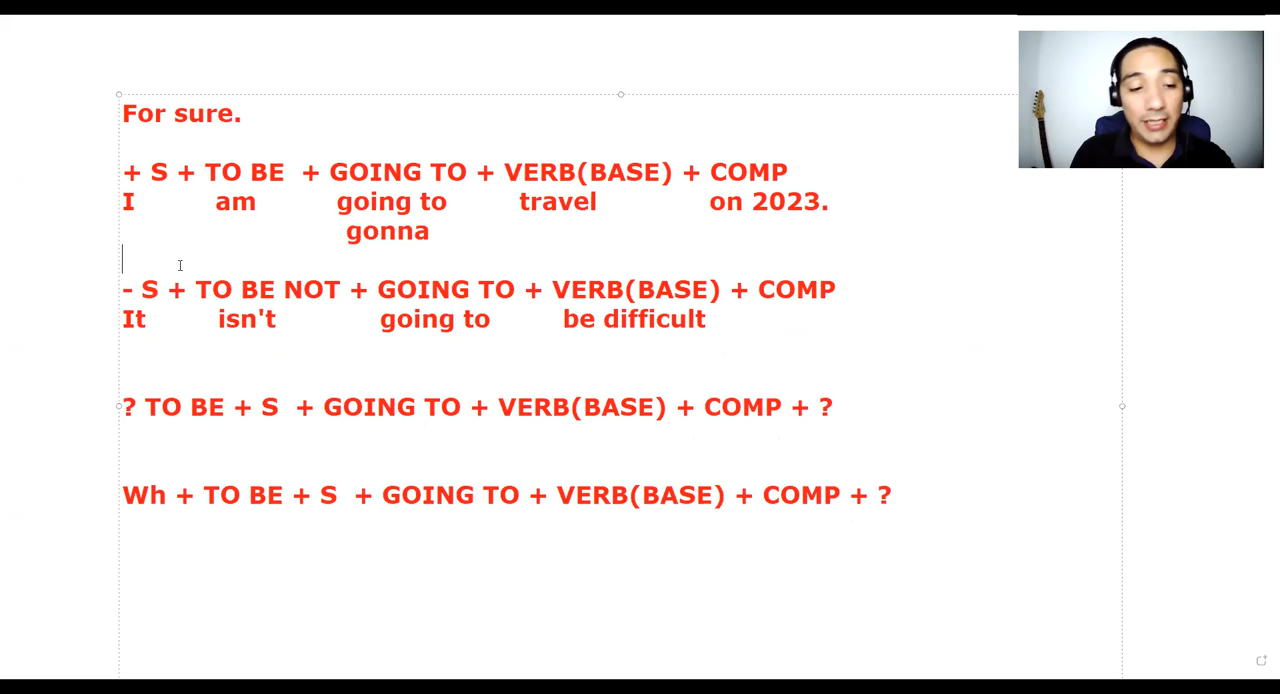 For sure.
+ S + TO BE + GOING TO + VERB(BASE) + COMP
I am going to travel on 2023.
gonna
- S + TO BE NOT + GOING TO + VERB(BASE) + COMP
It isn't going to be difficult
? TO BE + S + GOING TO + VERB(BASE) + COMP + ?
Wh + TO BE + S + GOING TO + VERB(BASE) + COMP + ?